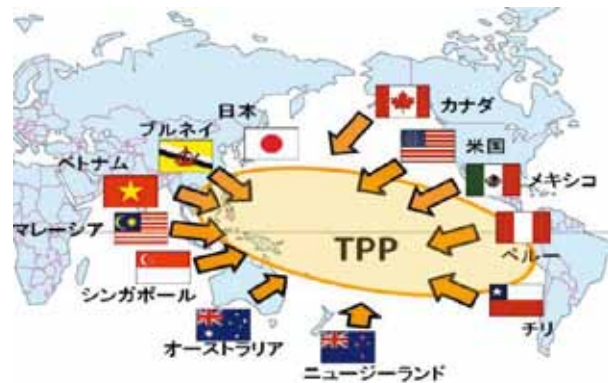 カナダ
日本
米国
ブルネイ
ベトナム
メキシコ
マレーシア
TPP
ペルー
シンガポール
チリ
オーストラリア
ニュージーランド